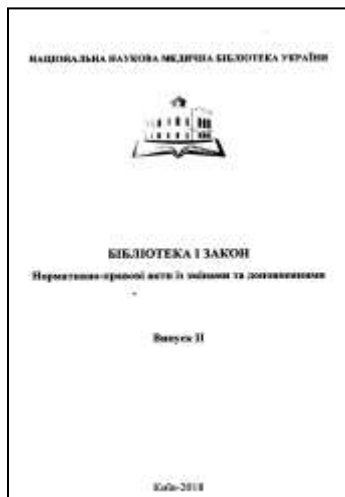 НАЦІОНАЛЬНА НАУКОВА МЕДИЧНА БІБЛІОТЕКА УКРАЇНИ
БІБЛІОТЕКА І ЗАКОН
Нормативно-правові акти із змінами та доповненнями
Випуск II
Київ-2018